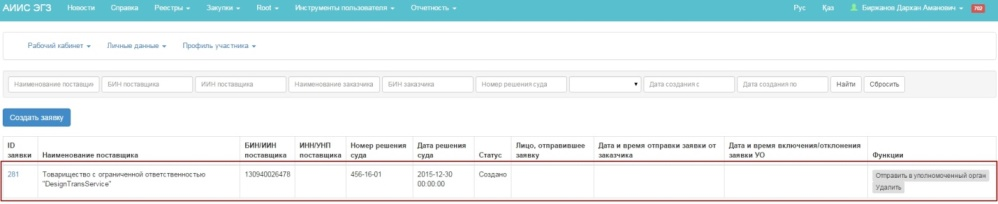 АИИС ЭГЗ Новости Справка Реестры Закупки Root Инструменты пользователя Отчетность Рус Қаз Биржанов Дархан Аманович 702
Рабочий кабинет Личные данные Профиль участника
Наименование поставщик БИН поставщика ИИН поставщика Наименование заказчика БИН заказчика Номер решения суда Дата создания с Дата создания по Найти Сбросить
Создать заявку
ID заявки Наименование поставщика БИН/ИИН поставщика ИНН/УНП поставщика Номер решения суда Дата решения суда Статус Лицо, отправившее заявку Дата и время отправки заявки от заказчика Дата и время включения/отклонения заявки УО Функции
281 Товарищество с ограниченной ответственностью "DesignTransService" 130940026478 456-16-01 2015-12-30 00:00:00 Создано Отправить в уполномоченный орган
Удалить